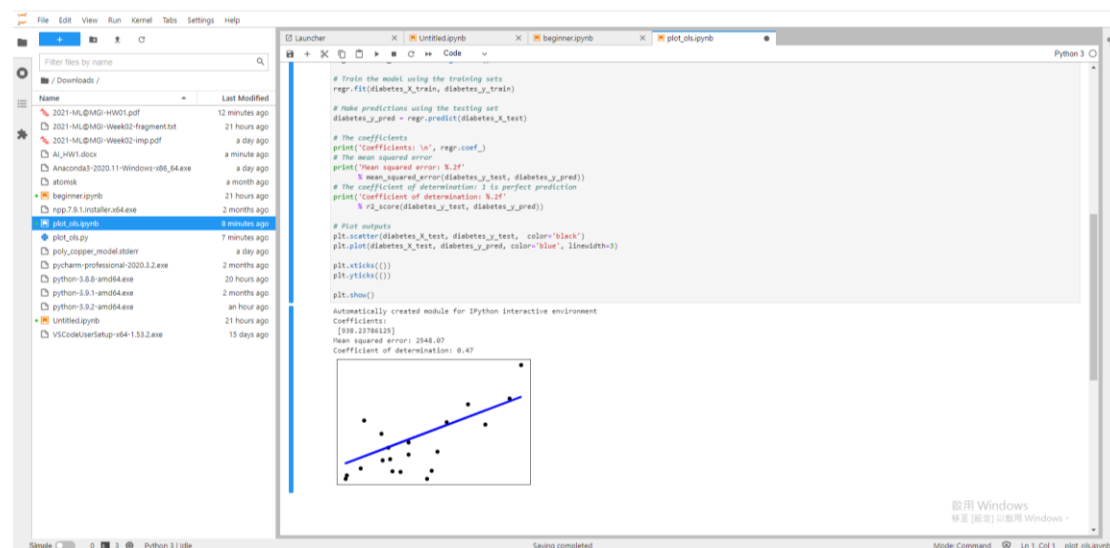 File Edit View Run Kernel Tabs Settings Help
+
Filter files by name
/ Downloads /
Name Last Modified
2021-ML@MGI-HW01.pdf 12 minutes ago
2021-ML@MGI-Week02-fragment.txt 21 hours ago
2021-ML@MGI-Week02-imp.pdf a day ago
AI_HW1.docx a minute ago
Anaconda3-2020.11-Windows-x86_64.exe a day ago
atomsk a month ago
beginner.ipynb 21 hours ago
npp.7.9.1.Installer.x64.exe 2 months ago
plot_ols.ipynb 8 minutes ago
plot_ols.py 7 minutes ago
poly_copper_model.stderr a day ago
pycharm-professional-2020.3.2.exe 2 months ago
python-3.8.8-amd64.exe 20 hours ago
python-3.9.1-amd64.exe 2 months ago
python-3.9.2-amd64.exe an hour ago
Untitled.ipynb 21 hours ago
VSCodeUserSetup-x64-1.53.2.exe 15 days ago
Launcher Untitled.ipynb beginner.ipynb plot_ols.ipynb
Code Python 3
# Train the model using the training sets
regr.fit(diabetes_X_train, diabetes_y_train)
# Make predictions using the testing set
diabetes_y_pred = regr.predict(diabetes_X_test)
# The coefficients
print('Coefficients: \n', regr.coef_)
# The mean squared error
print('Mean squared error: %.2f'
% mean_squared_error(diabetes_y_test, diabetes_y_pred))
# The coefficient of determination: 1 is perfect prediction
print('Coefficient of determination: %.2f'
% r2_score(diabetes_y_test, diabetes_y_pred))
# Plot outputs
plt.scatter(diabetes_X_test, diabetes_y_test, color='black')
plt.plot(diabetes_X_test, diabetes_y_pred, color='blue', linewidth=3)
plt.xticks(())
plt.yticks(())
plt.show()
Automatically created module for IPython interactive environment
Coefficients:
[938.23786125]
Mean squared error: 2548.07
Coefficient of determination: 0.47
啟用 Windows
移至 [設定] 以啟用 Windows。
Simple 0 3 Python 3 | Idle Saving completed Mode: Command Ln 1, Col 1 plot_ols.ipynb